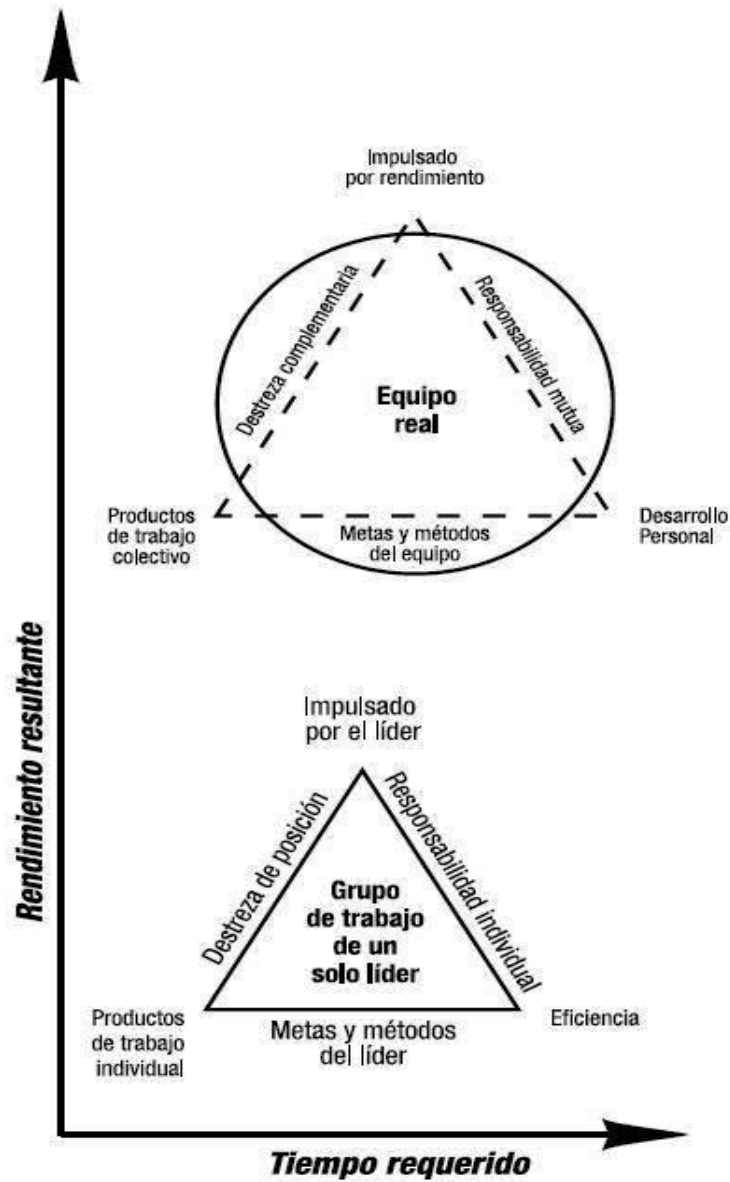 Impulsado
por rendimiento
Destreza complementaria
Responsabilidad mutua
Equipo
real
Productos
de trabajo
colectivo
Metas y métodos
del equipo
Desarrollo
Personal
Rendimiento resultante
Impulsado
por el líder
Destreza de posición
Responsabilidad individual
Grupo
de trabajo
de un
solo líder
Productos
de trabajo
individual
Metas y métodos
del líder
Eficiencia
Tiempo requerido